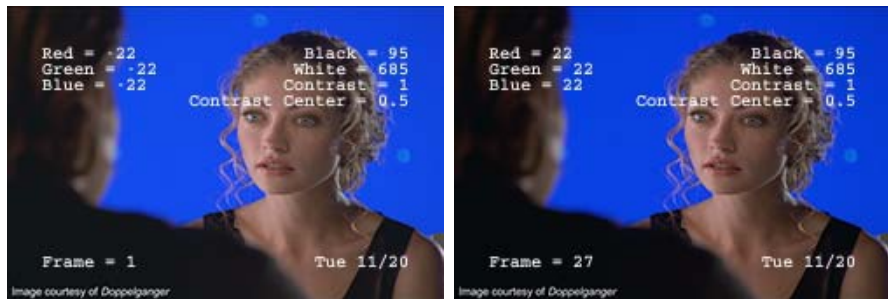 Red = -22
Green = -22
Blue = -22
Black = 95
White = 685
Contrast = 1
Contrast Center = 0.5
Frame = 1
Tue 11/20
Image courtesy of Doppelganger
Red = 22
Green = 22
Blue = 22
Black = 95
White = 685
Contrast = 1
Contrast Center = 0.5
Frame = 27
Tue 11/20
Image courtesy of Doppelganger